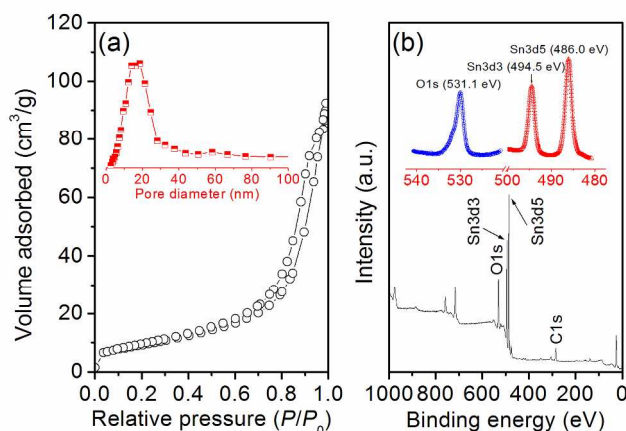 (a)
120
100
80
60
40
20
0
Volume adsorbed (cm³/g)
0 20 40 60 80 100
Pore diameter (nm)
0.0 0.2 0.4 0.6 0.8 1.0
Relative pressure (P/P₀)
(b)
Sn3d5 (486.0 eV)
Sn3d3 (494.5 eV)
O1s (531.1 eV)
540 530 500 490 480
Sn3d3
Sn3d5
O1s
C1s
Intensity (a.u.)
1000 800 600 400 200 0
Binding energy (eV)